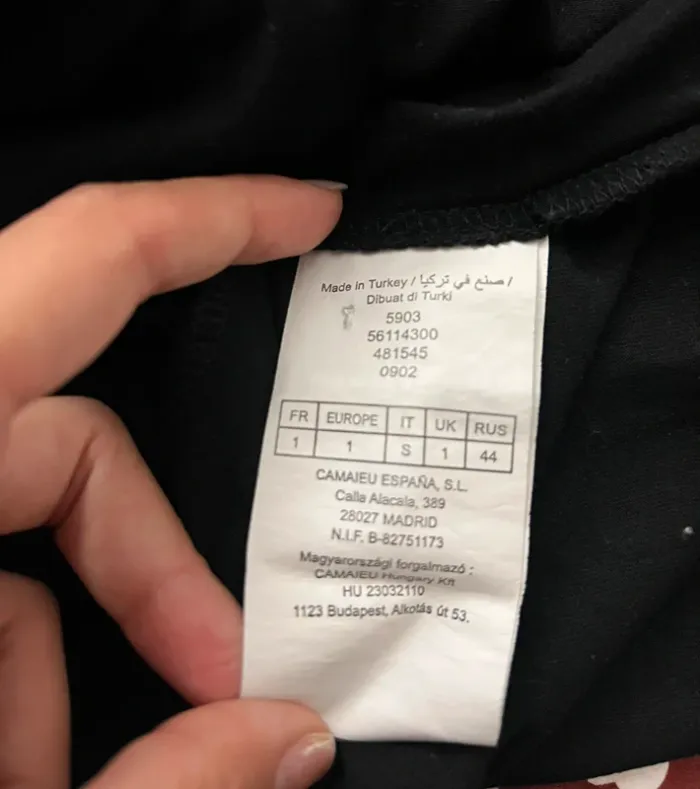 Made in Turkey / صنع في تركيا /
Dibuat di Turki
5903
56114300
481545
0902
FR EUROPE IT UK RUS
1 1 S 1 44
CAMAIEU ESPAÑA, S.L.
Calla Alacala, 389
28027 MADRID
N.I.F. B-82751173
Magyarországi forgalmazó :
CAMAIEU Hungary Kft
HU 23032110
1123 Budapest, Alkotás út 53.